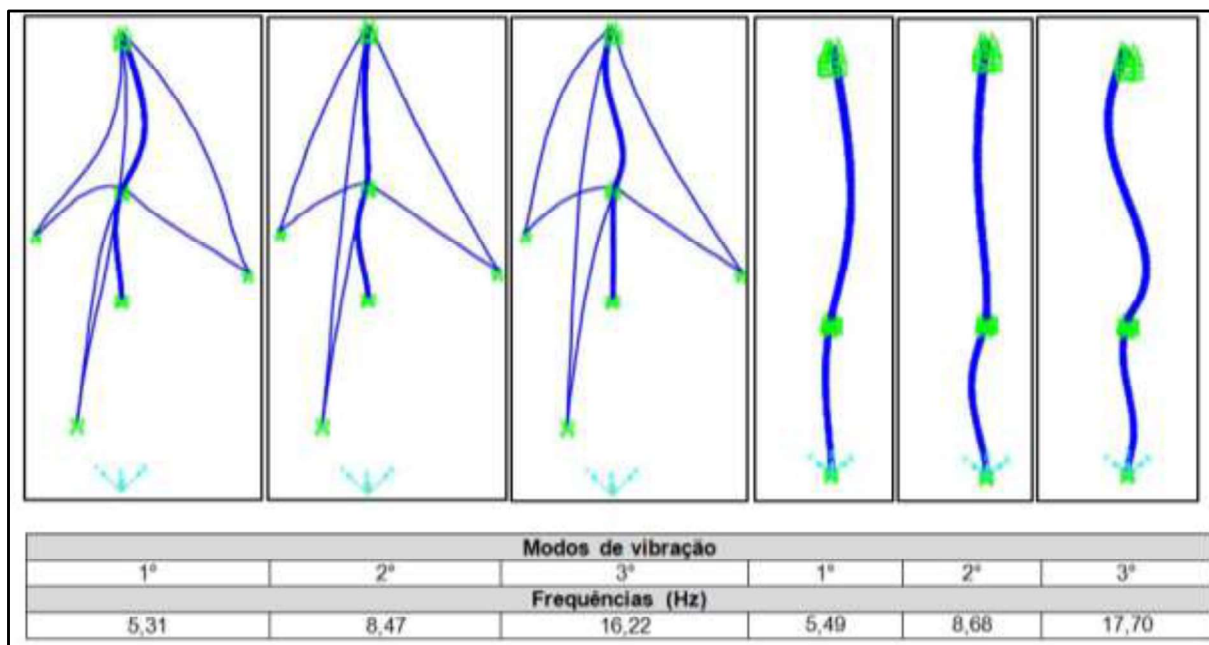 Modos de vibração
1° 2° 3° 1° 2° 3°
Frequências (Hz)
5,31 8,47 16,22 5,49 8,68 17,70